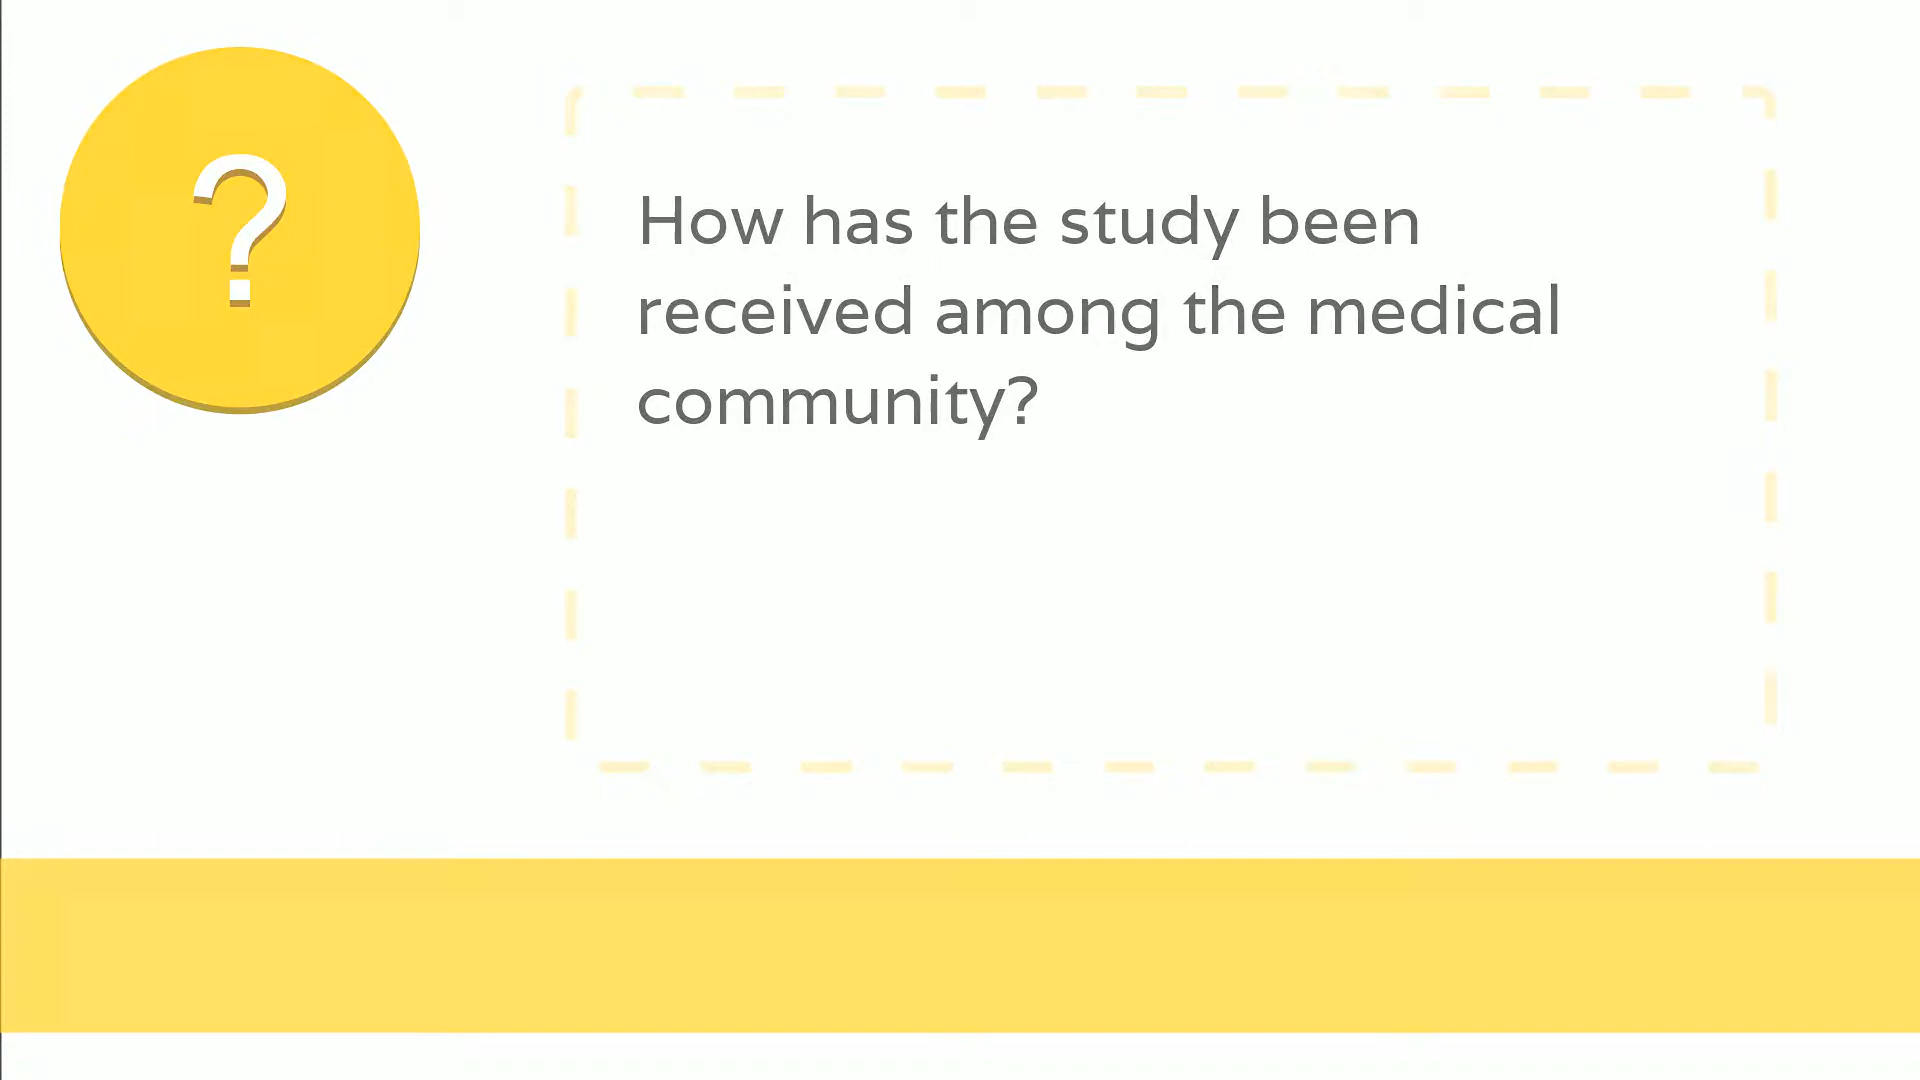 ?
How has the study been
received among the medical
community?